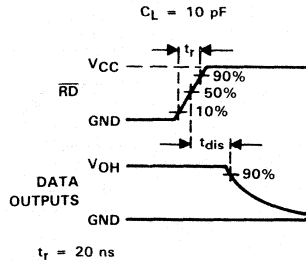 C_L = 10 pF
t_r
V_CC
90%
RD
50%
10%
GND
t_dis
V_OH
90%
DATA
OUTPUTS
GND
t_r = 20 ns